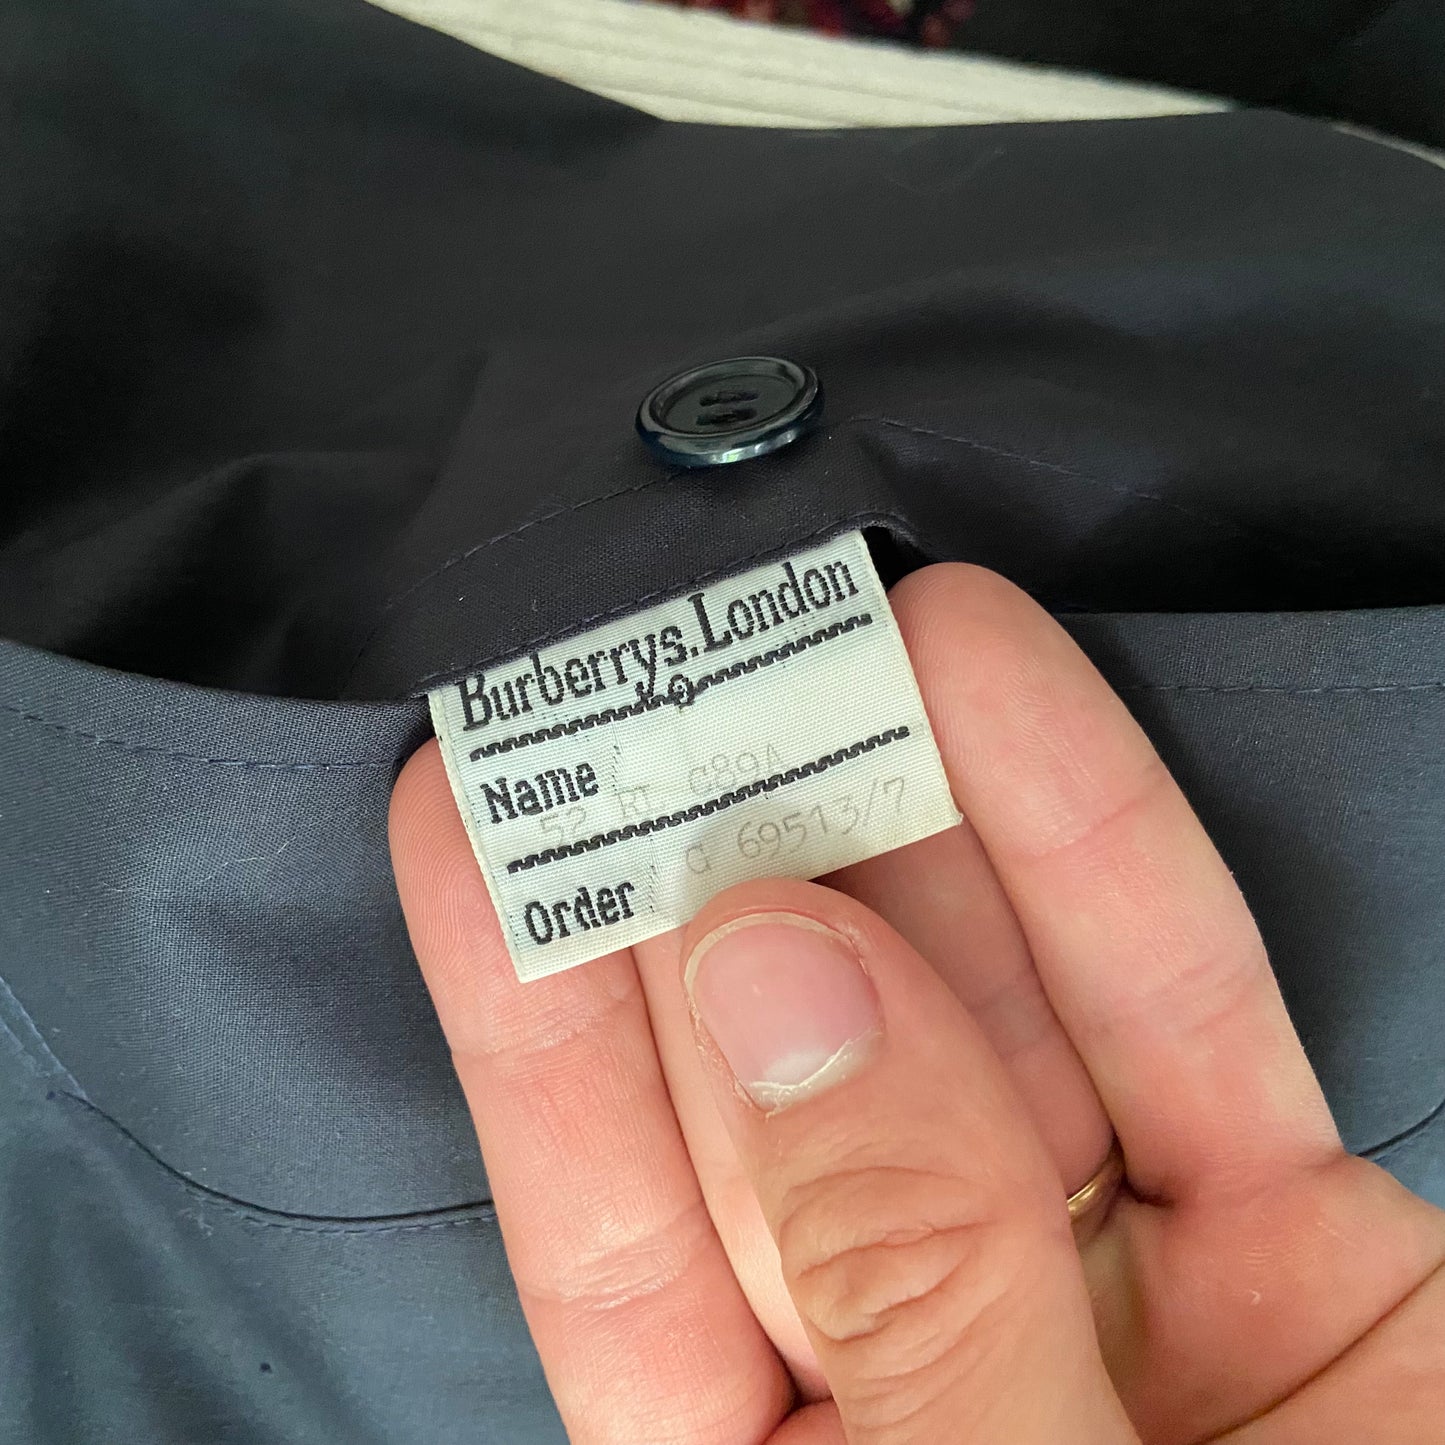 Burberrys. London
Name
52 RL C89A
G 69513/7
Order